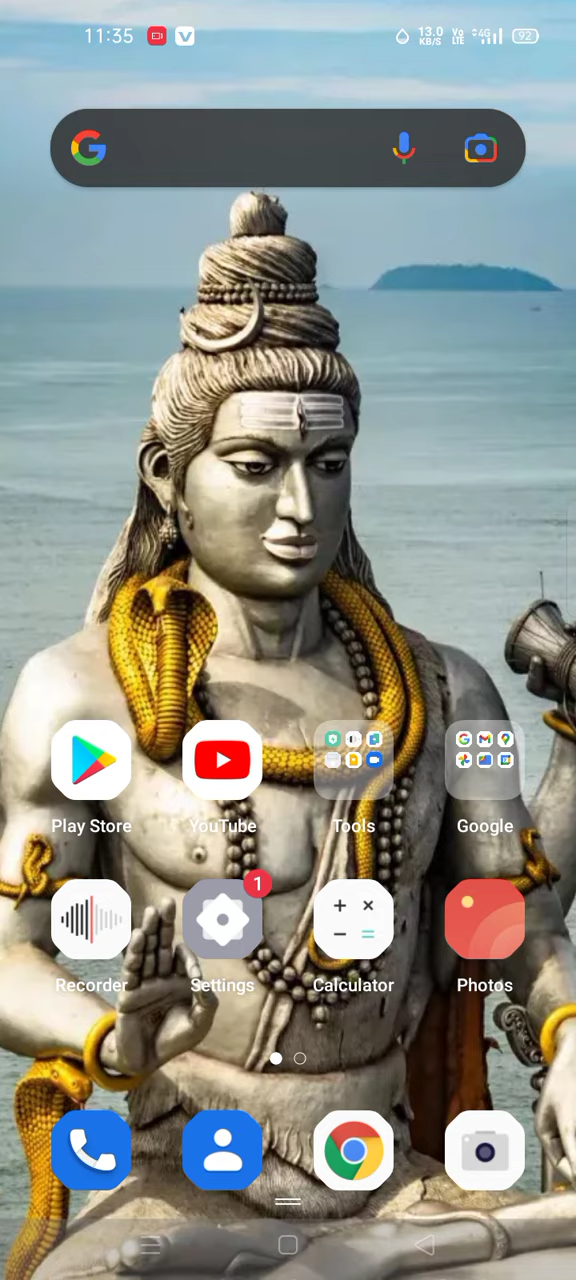 11:35
13.0
KB/S
Vo
LTE
4G
92
Play Store
YouTube
Tools
Google
1
Recorder
Settings
Calculator
Photos